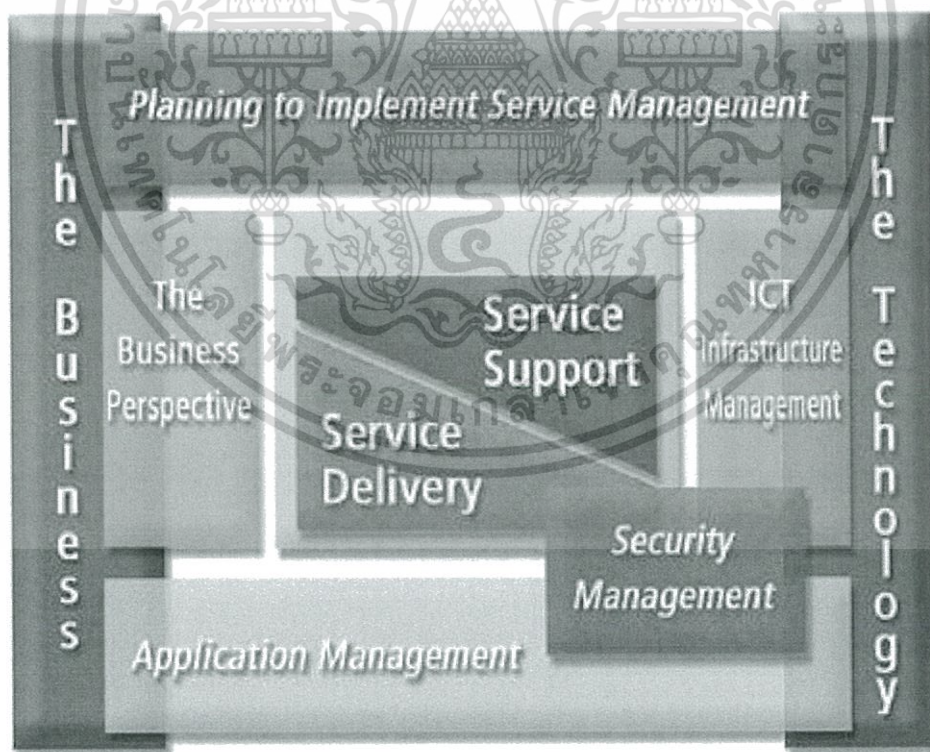 Planning to Implement Service Management
The Business
The
Business
Perspective
Service
Support
Service
Delivery
ICT
Infrastructure
Management
The Technology
Security
Management
Application Management